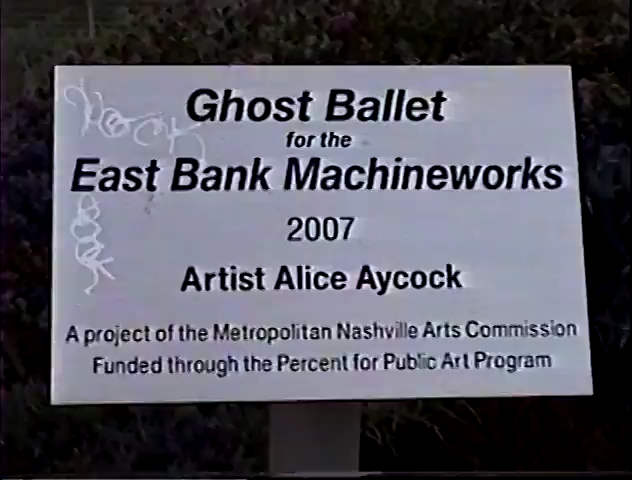 Ghost Ballet
for the
East Bank Machineworks
2007
Artist Alice Aycock
A project of the Metropolitan Nashville Arts Commission
Funded through the Percent for Public Art Program